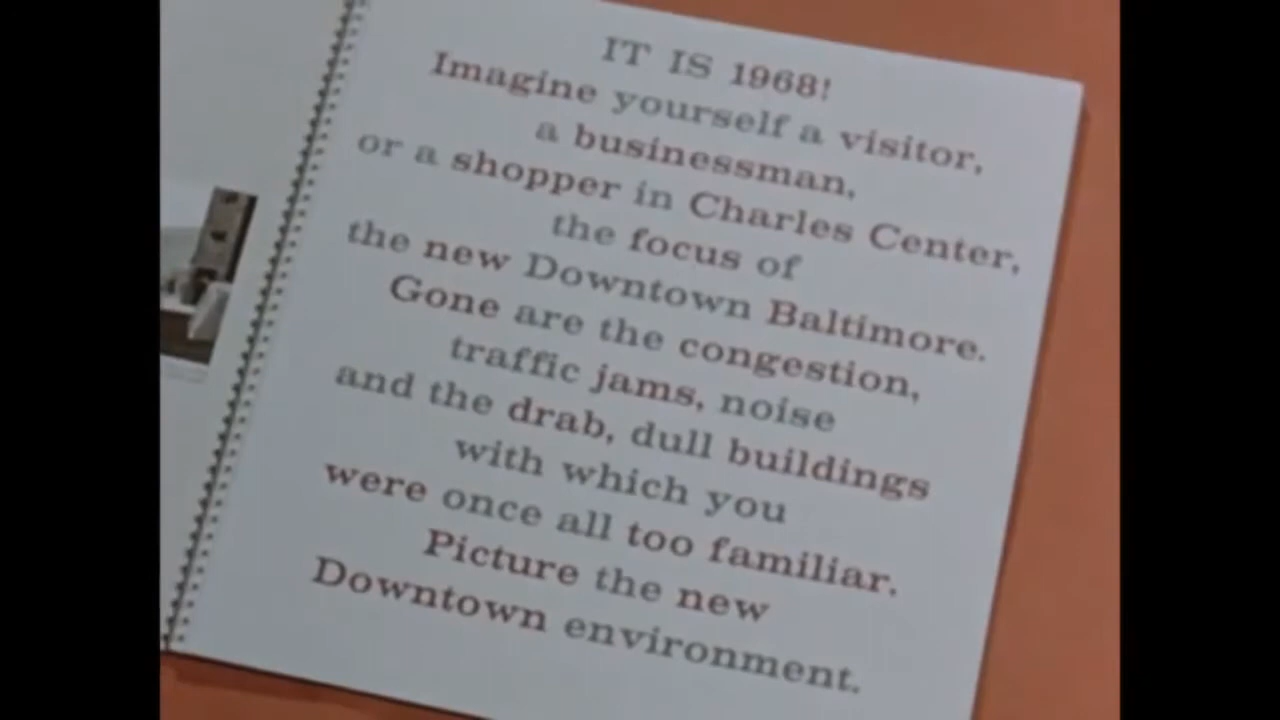 IT IS 1968!
Imagine yourself a visitor,
a businessman,
or a shopper in Charles Center,
the focus of
the new Downtown Baltimore.
Gone are the congestion,
traffic jams, noise
and the drab, dull buildings
with which you
were once all too familiar.
Picture the new
Downtown environment.